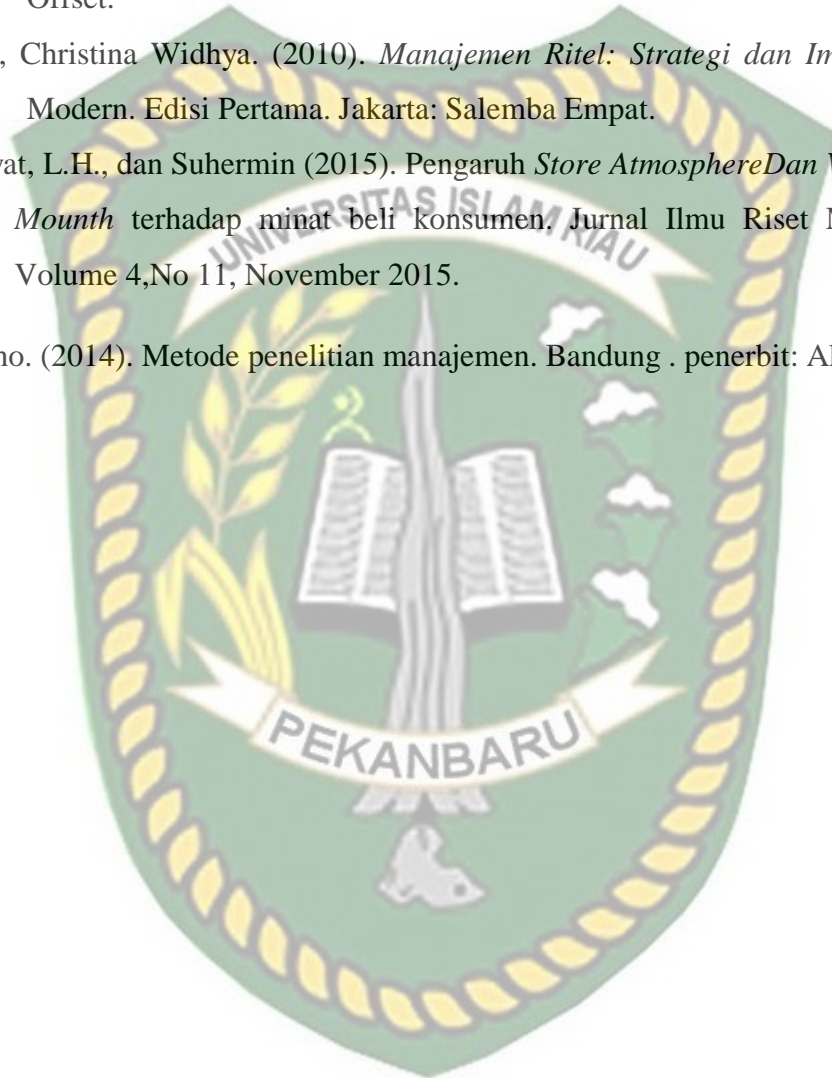 Offset.
, Christina Widhya. (2010). Manajemen Ritel: Strategi dan Im
Modern. Edisi Pertama. Jakarta: Salemba Empat.
at, L.H., dan Suhermin (2015). Pengaruh Store AtmosphereDan
Mounth terhadap minat beli konsumen. Jurnal Ilmu Riset
Volume 4,No 11, November 2015.
no. (2014). Metode penelitian manajemen. Bandung . penerbit: Al
UNIVERSITAS ISLAM RIAU
PEKANBARU